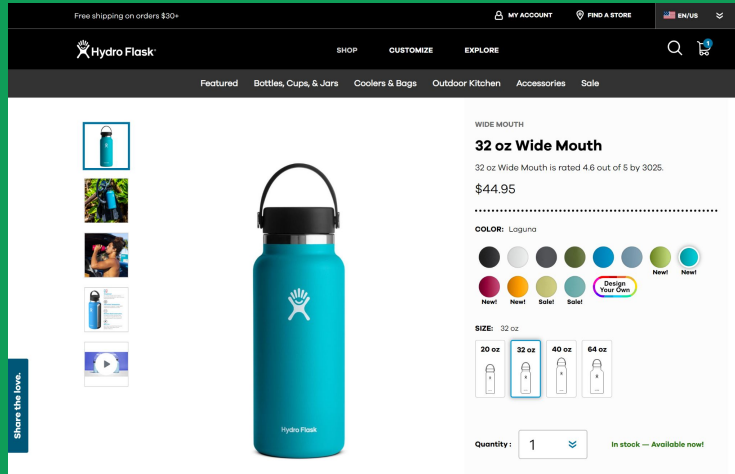 Free shipping on orders $30+
MY ACCOUNT
FIND A STORE
EN/US
Hydro Flask
SHOP
CUSTOMIZE
EXPLORE
1
Featured
Bottles, Cups, & Jars
Coolers & Bags
Outdoor Kitchen
Accessories
Sale
WIDE MOUTH
32 oz Wide Mouth
32 oz Wide Mouth is rated 4.6 out of 5 by 3025.
$44.95
COLOR: Laguna
New!
New!
Design
Your Own
New!
New!
Sale!
Sale!
SIZE: 32 oz
20 oz
32 oz
40 oz
64 oz
Share the love.
Hydro Flask
Quantity :
1
In stock — Available now!